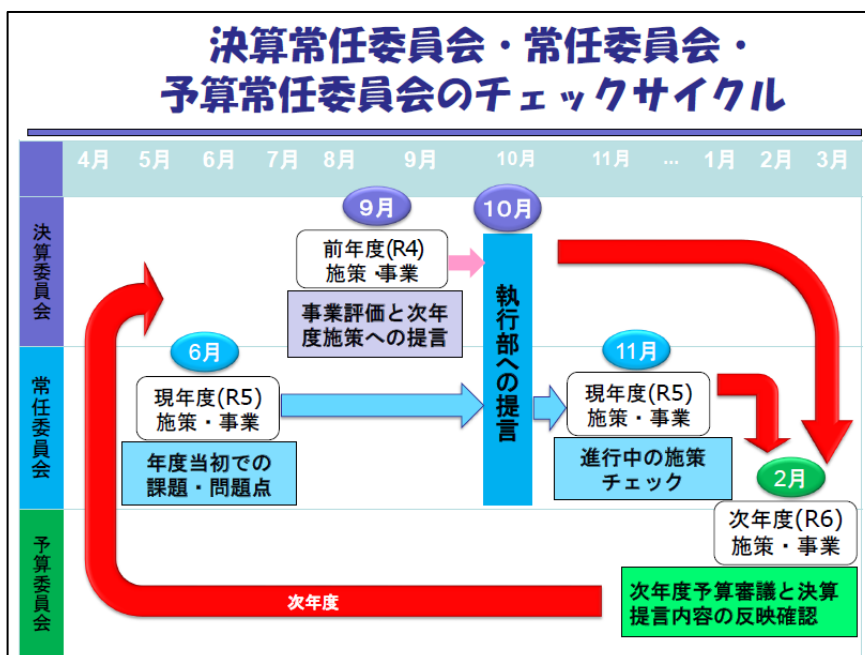 決算常任委員会・常任委員会・
予算常任委員会のチェックサイクル
4月 5月 6月 7月 8月 9月 10月 11月 … 1月 2月 3月
決算委員会
9月
前年度(R4)
施策・事業
事業評価と次年
度施策への提言
10月
執行部への提言
常任委員会
6月
現年度(R5)
施策・事業
年度当初での
課題・問題点
11月
現年度(R5)
施策・事業
進行中の施策
チェック
予算委員会
2月
次年度(R6)
施策・事業
次年度予算審議と決算
提言内容の反映確認
次年度